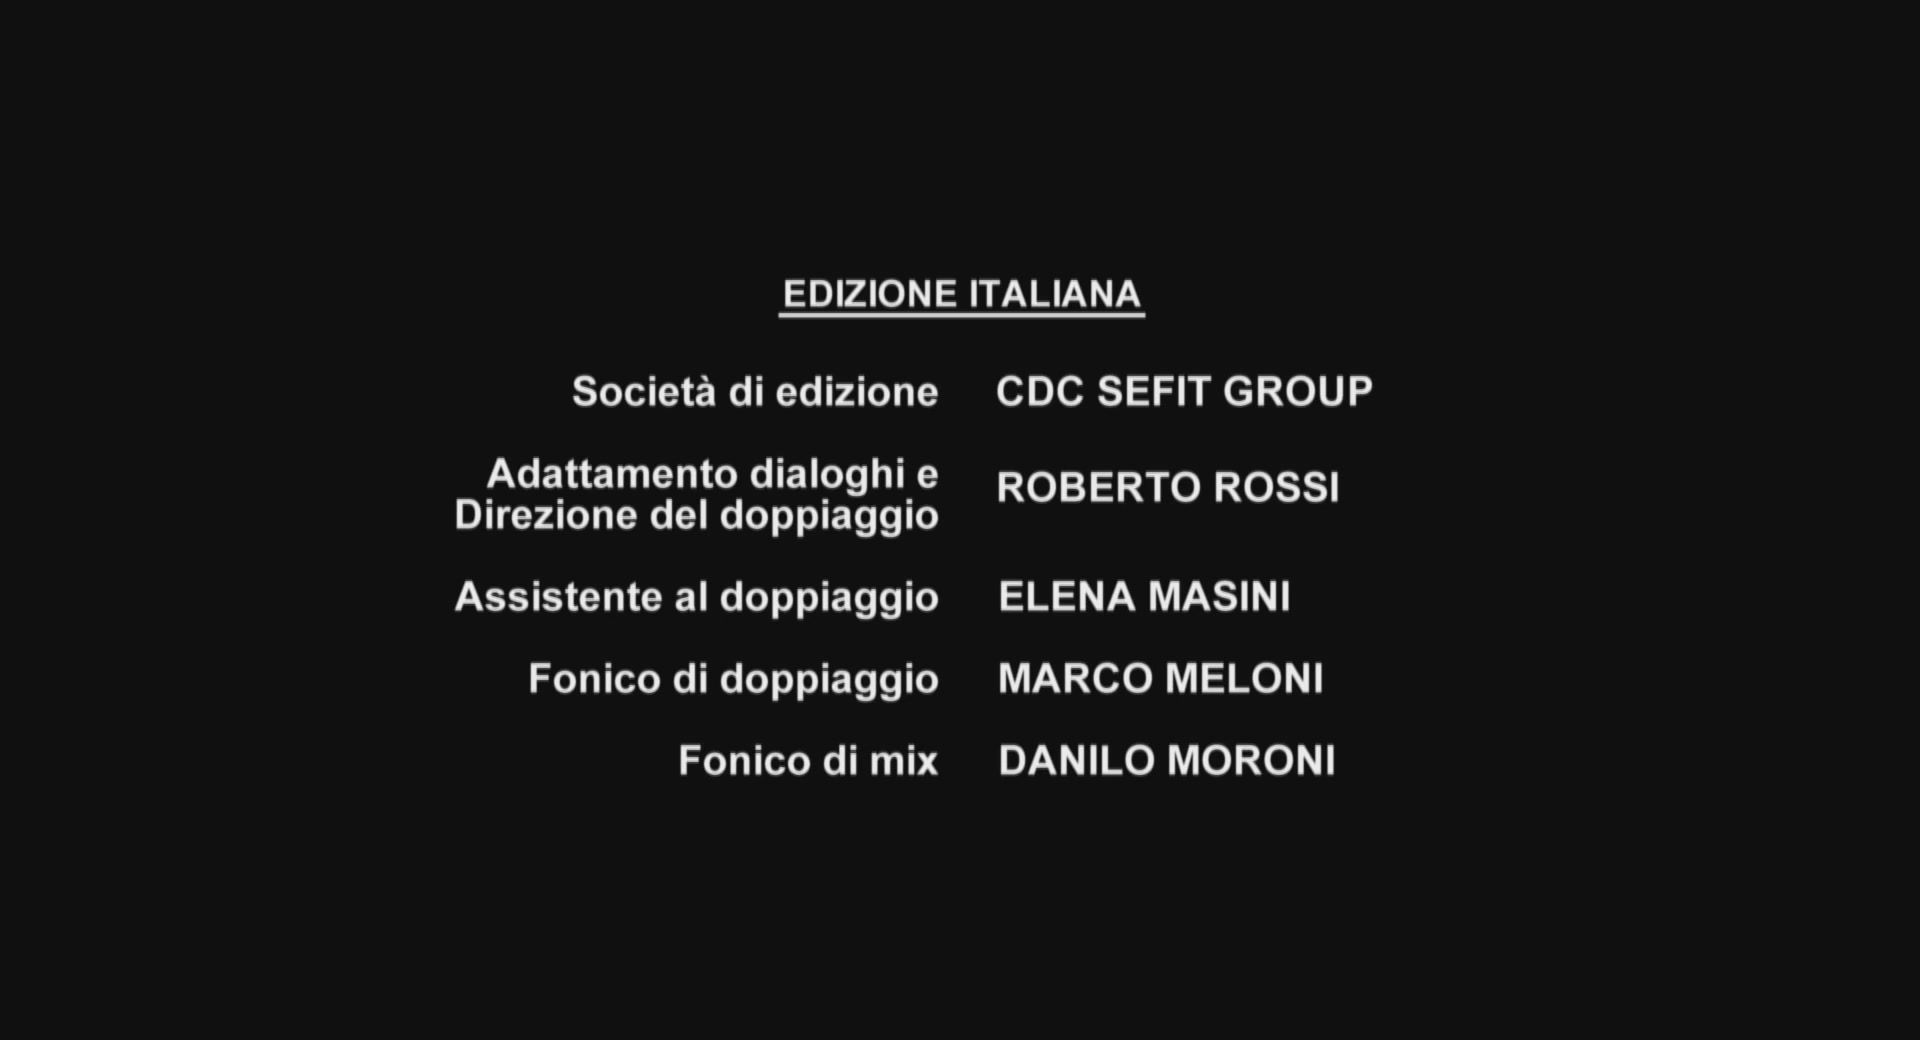 EDIZIONE ITALIANA
Società di edizione CDC SEFIT GROUP
Adattamento dialoghi e
Direzione del doppiaggio ROBERTO ROSSI
Assistente al doppiaggio ELENA MASINI
Fonico di doppiaggio MARCO MELONI
Fonico di mix DANILO MORONI